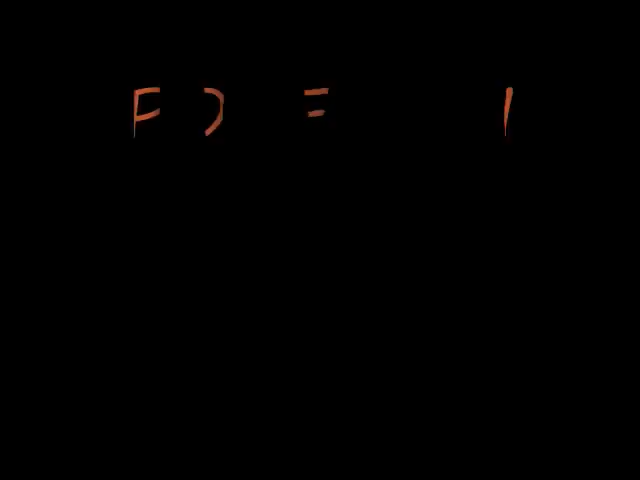 F ) = 1